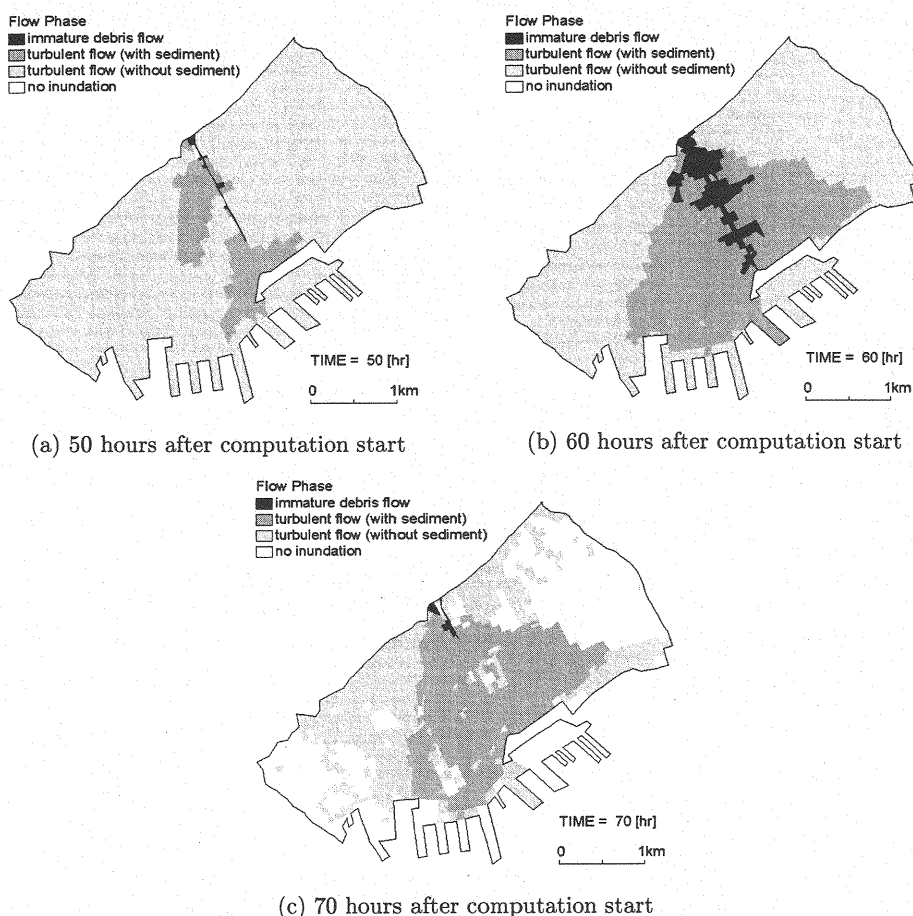 Flow Phase
immature debris flow
turbulent flow (with sediment)
turbulent flow (without sediment)
no inundation
TIME = 50 [hr]
0 1km
(a) 50 hours after computation start
Flow Phase
immature debris flow
turbulent flow (with sediment)
turbulent flow (without sediment)
no inundation
TIME = 60 [hr]
0 1km
(b) 60 hours after computation start
Flow Phase
immature debris flow
turbulent flow (with sediment)
turbulent flow (without sediment)
no inundation
TIME = 70 [hr]
0 1km
(c) 70 hours after computation start